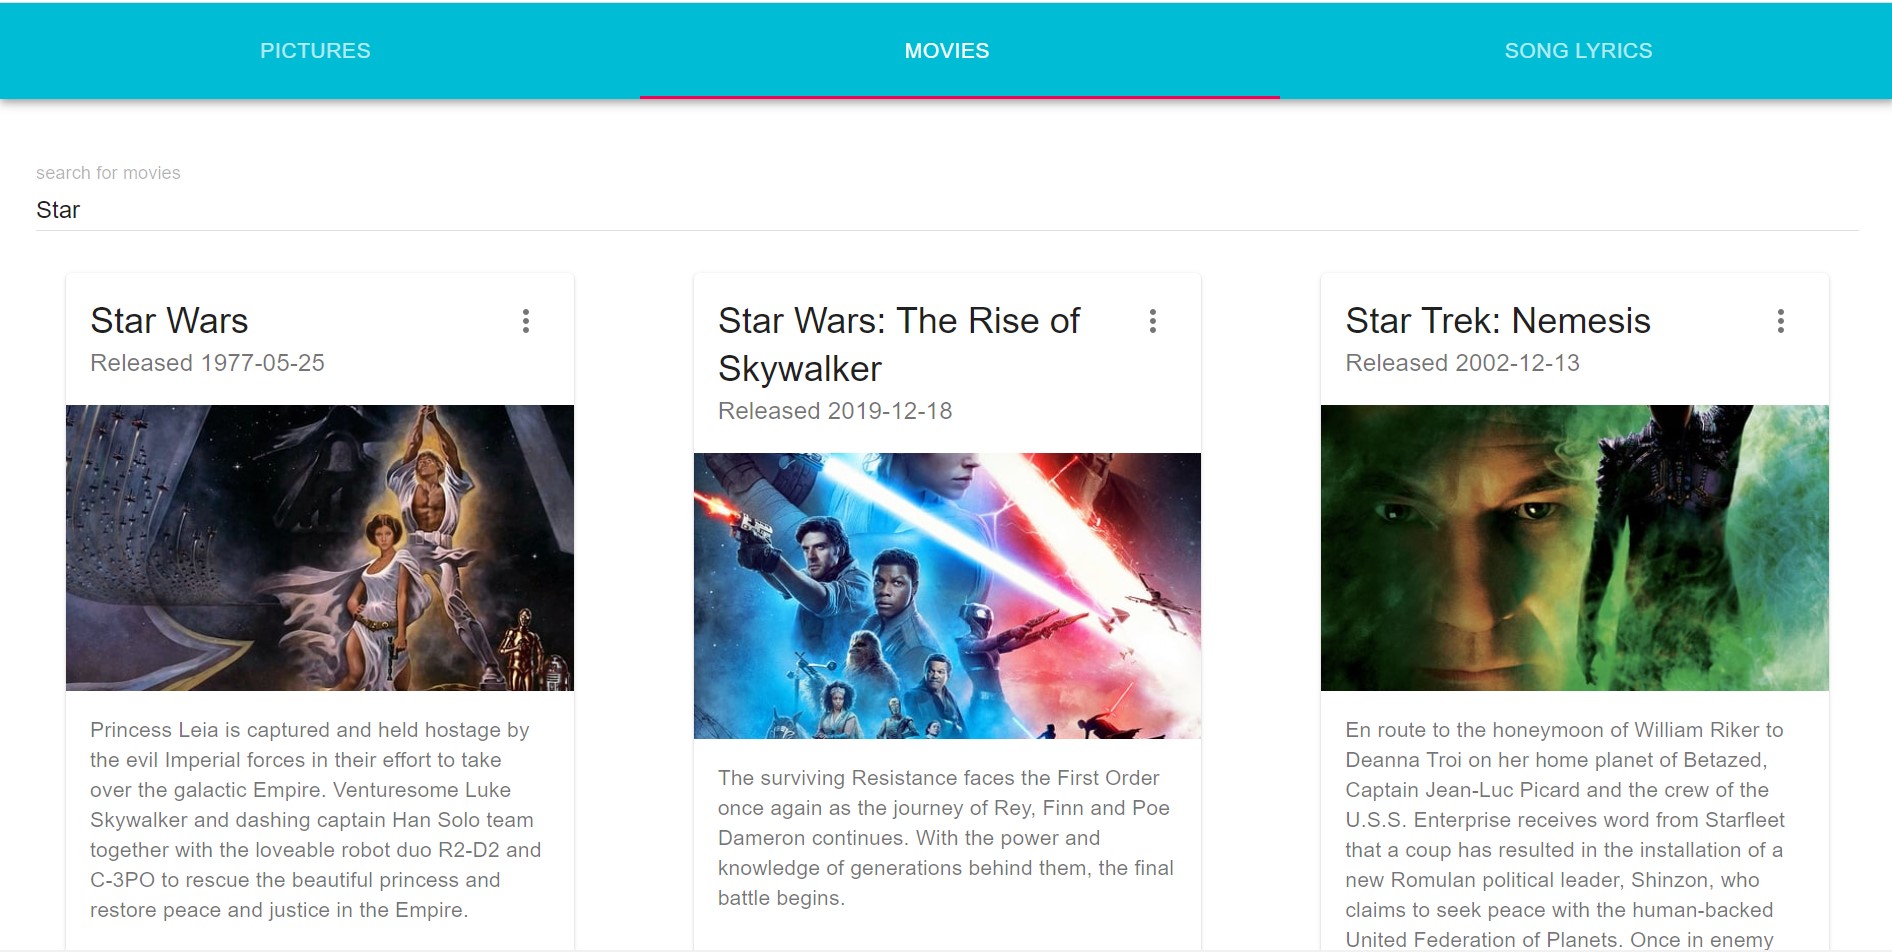 PICTURES
MOVIES
SONG LYRICS
search for movies
Star
Star Wars
Released 1977-05-25
Princess Leia is captured and held hostage by
the evil Imperial forces in their effort to take
over the galactic Empire. Venturesome Luke
Skywalker and dashing captain Han Solo team
together with the loveable robot duo R2-D2 and
C-3PO to rescue the beautiful princess and
restore peace and justice in the Empire.
Star Wars: The Rise of
Skywalker
Released 2019-12-18
The surviving Resistance faces the First Order
once again as the journey of Rey, Finn and Poe
Dameron continues. With the power and
knowledge of generations behind them, the final
battle begins.
Star Trek: Nemesis
Released 2002-12-13
En route to the honeymoon of William Riker to
Deanna Troi on her home planet of Betazed,
Captain Jean-Luc Picard and the crew of the
U.S.S. Enterprise receives word from Starfleet
that a coup has resulted in the installation of a
new Romulan political leader, Shinzon, who
claims to seek peace with the human-backed
United Federation of Planets. Once in enemy